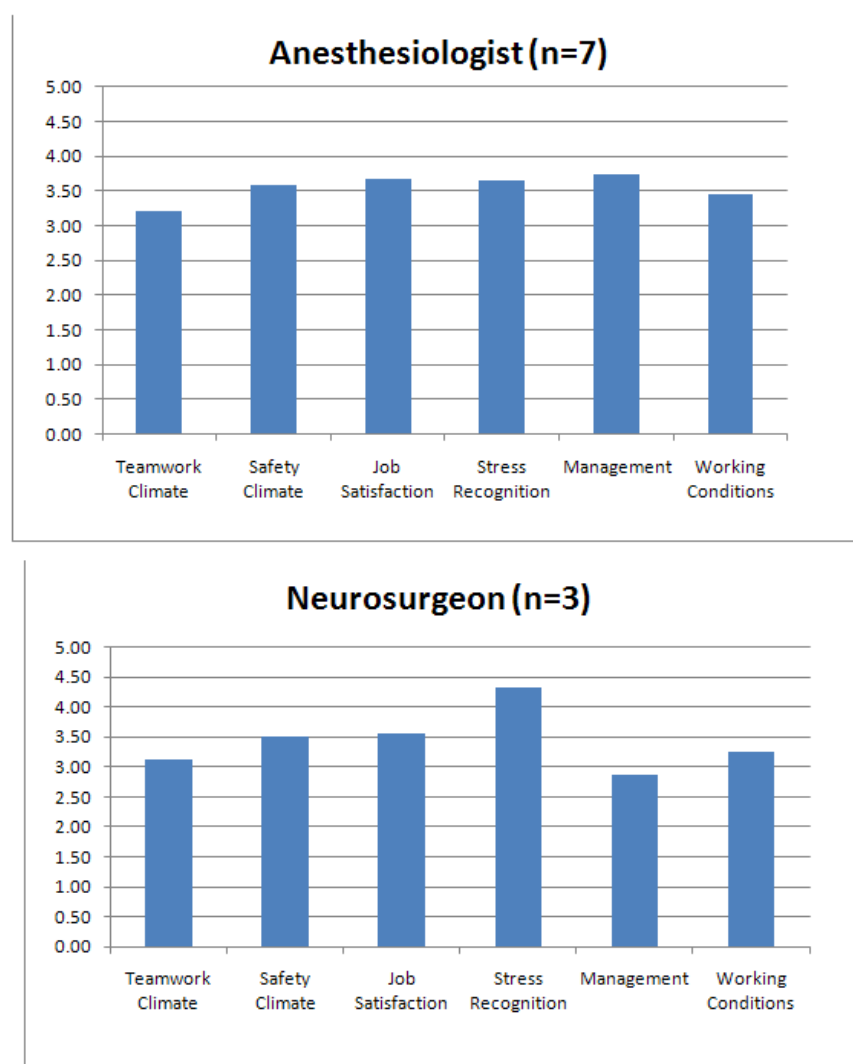 Anesthesiologist (n=7)
5.00
4.50
4.00
3.50
3.00
2.50
2.00
1.50
1.00
0.50
0.00
Teamwork Climate
Safety Climate
Job Satisfaction
Stress Recognition
Management
Working Conditions
Neurosurgeon (n=3)
5.00
4.50
4.00
3.50
3.00
2.50
2.00
1.50
1.00
0.50
0.00
Teamwork Climate
Safety Climate
Job Satisfaction
Stress Recognition
Management
Working Conditions